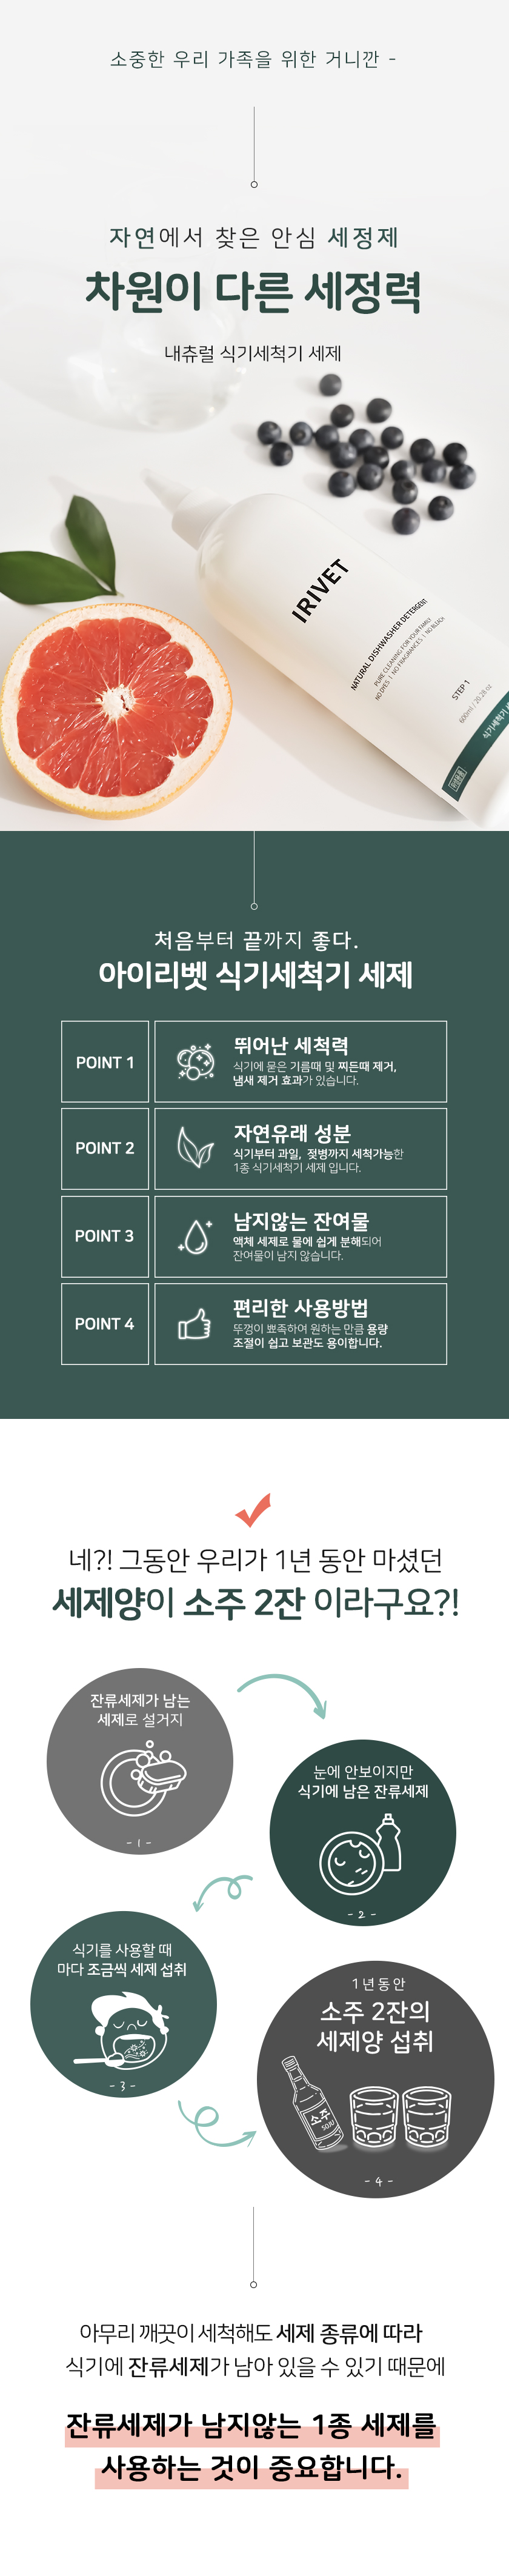 소중한 우리 가족을 위한 거니깐 -
자연에서 찾은 안심 세정제
차원이 다른 세정력
내츄럴 식기세척기 세제
IRIVET
NATURAL DISHWASHER DETERGENT
PURE CLEANING FOR YOUR FAMILY
NO DYES | NO FRAGRANCES | NO BLEACH
STEP 1
600ml / 20.28 oz
식기세척기
처음부터 끝까지 좋다.
아이리벳 식기세척기 세제
POINT 1
뛰어난 세척력
식기에 묻은 기름때 및 찌든때 제거,
냄새 제거 효과가 있습니다.
POINT 2
자연유래 성분
식기부터 과일, 젖병까지 세척가능한
1종 식기세척기 세제 입니다.
POINT 3
남지않는 잔여물
액체 세제로 물에 쉽게 분해되어
잔여물이 남지 않습니다.
POINT 4
편리한 사용방법
뚜껑이 뾰족하여 원하는 만큼 용량
조절이 쉽고 보관도 용이합니다.
네?! 그동안 우리가 1년 동안 마셨던
세제양이 소주 2잔 이라구요?!
잔류세제가 남는
세제로 설거지
- 1 -
눈에 안보이지만
식기에 남은 잔류세제
- 2 -
식기를 사용할 때
마다 조금씩 세제 섭취
- 3 -
1년 동안
소주 2잔의
세제양 섭취
소주
SOJU
- 4 -
아무리 깨끗이 세척해도 세제 종류에 따라
식기에 잔류세제가 남아 있을 수 있기 때문에
잔류세제가 남지않는 1종 세제를
사용하는 것이 중요합니다.